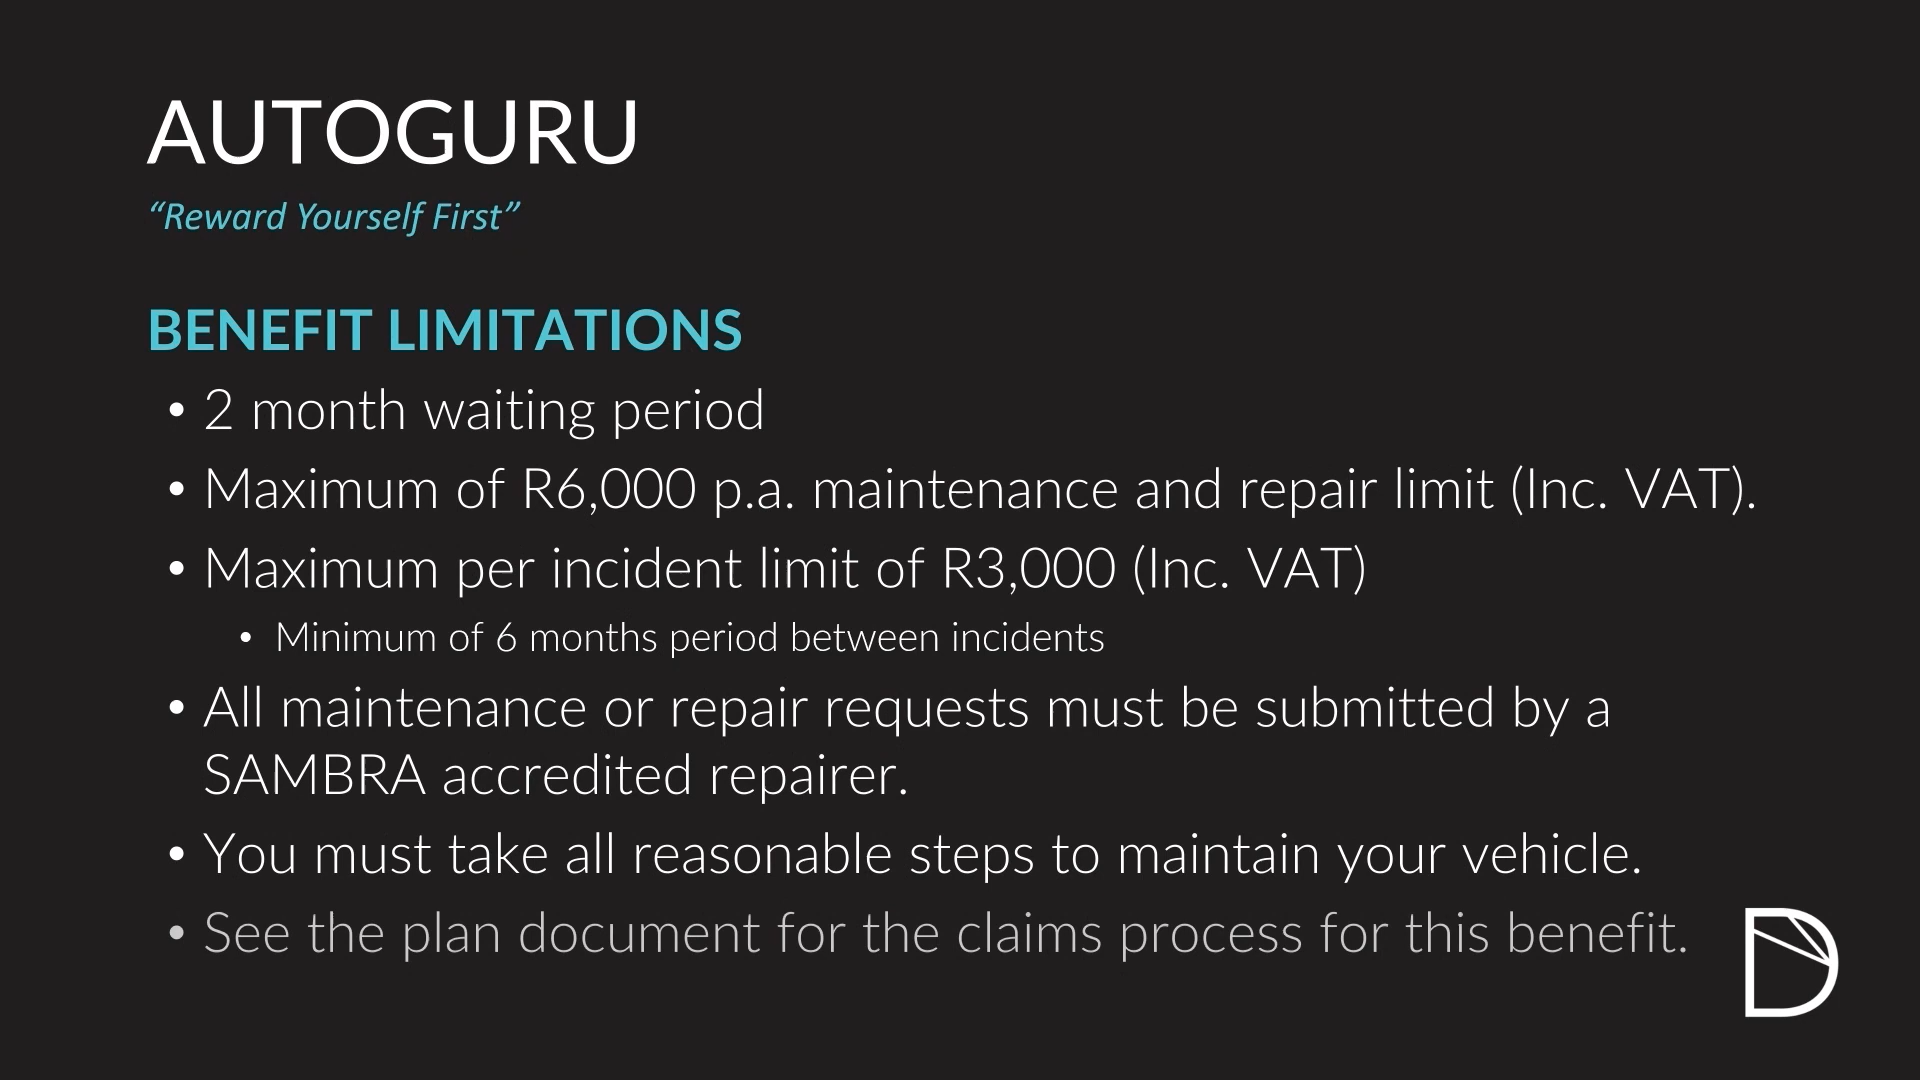 AUTOGURU
“Reward Yourself First”
BENEFIT LIMITATIONS
• 2 month waiting period
• Maximum of R6,000 p.a. maintenance and repair limit (Inc. VAT).
• Maximum per incident limit of R3,000 (Inc. VAT)
• Minimum of 6 months period between incidents
• All maintenance or repair requests must be submitted by a
SAMBRA accredited repairer.
• You must take all reasonable steps to maintain your vehicle.
• See the plan document for the claims process for this benefit.